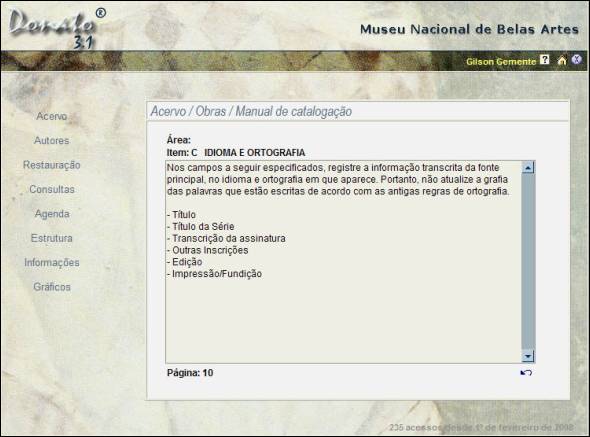 Donato ®
3.1
Museu Nacional de Belas Artes
Gilson Gemente ?
Acervo
Autores
Restauração
Consultas
Agenda
Estrutura
Informações
Gráficos
Acervo / Obras / Manual de catalogação
Área:
Item: C IDIOMA E ORTOGRAFIA
Nos campos a seguir especificados, registre a informação transcrita da fonte
principal, no idioma e ortografia em que aparece. Portanto, não atualize a grafia
das palavras que estão escritas de acordo com as antigas regras de ortografia.
- Título
- Título da Série
- Transcrição da assinatura
- Outras Inscrições
- Edição
- Impressão/Fundição
Página: 10
235 acessos desde 1º de fevereiro de 2008